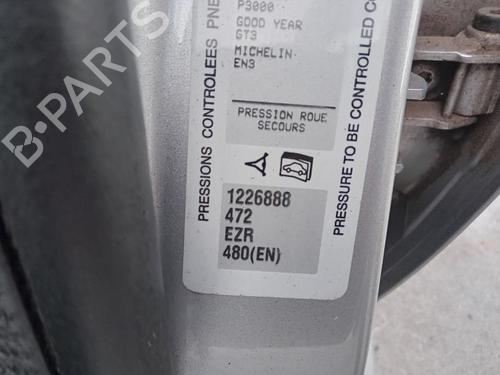 P3000
GOOD YEAR
GT3
MICHELIN
EN3
PRESSION ROUE
SECOURS
1226888
472
EZR
480(EN)
PRESSIONS CONTROLEES
PRESSURE TO BE CONTROLLED
B-PARTS